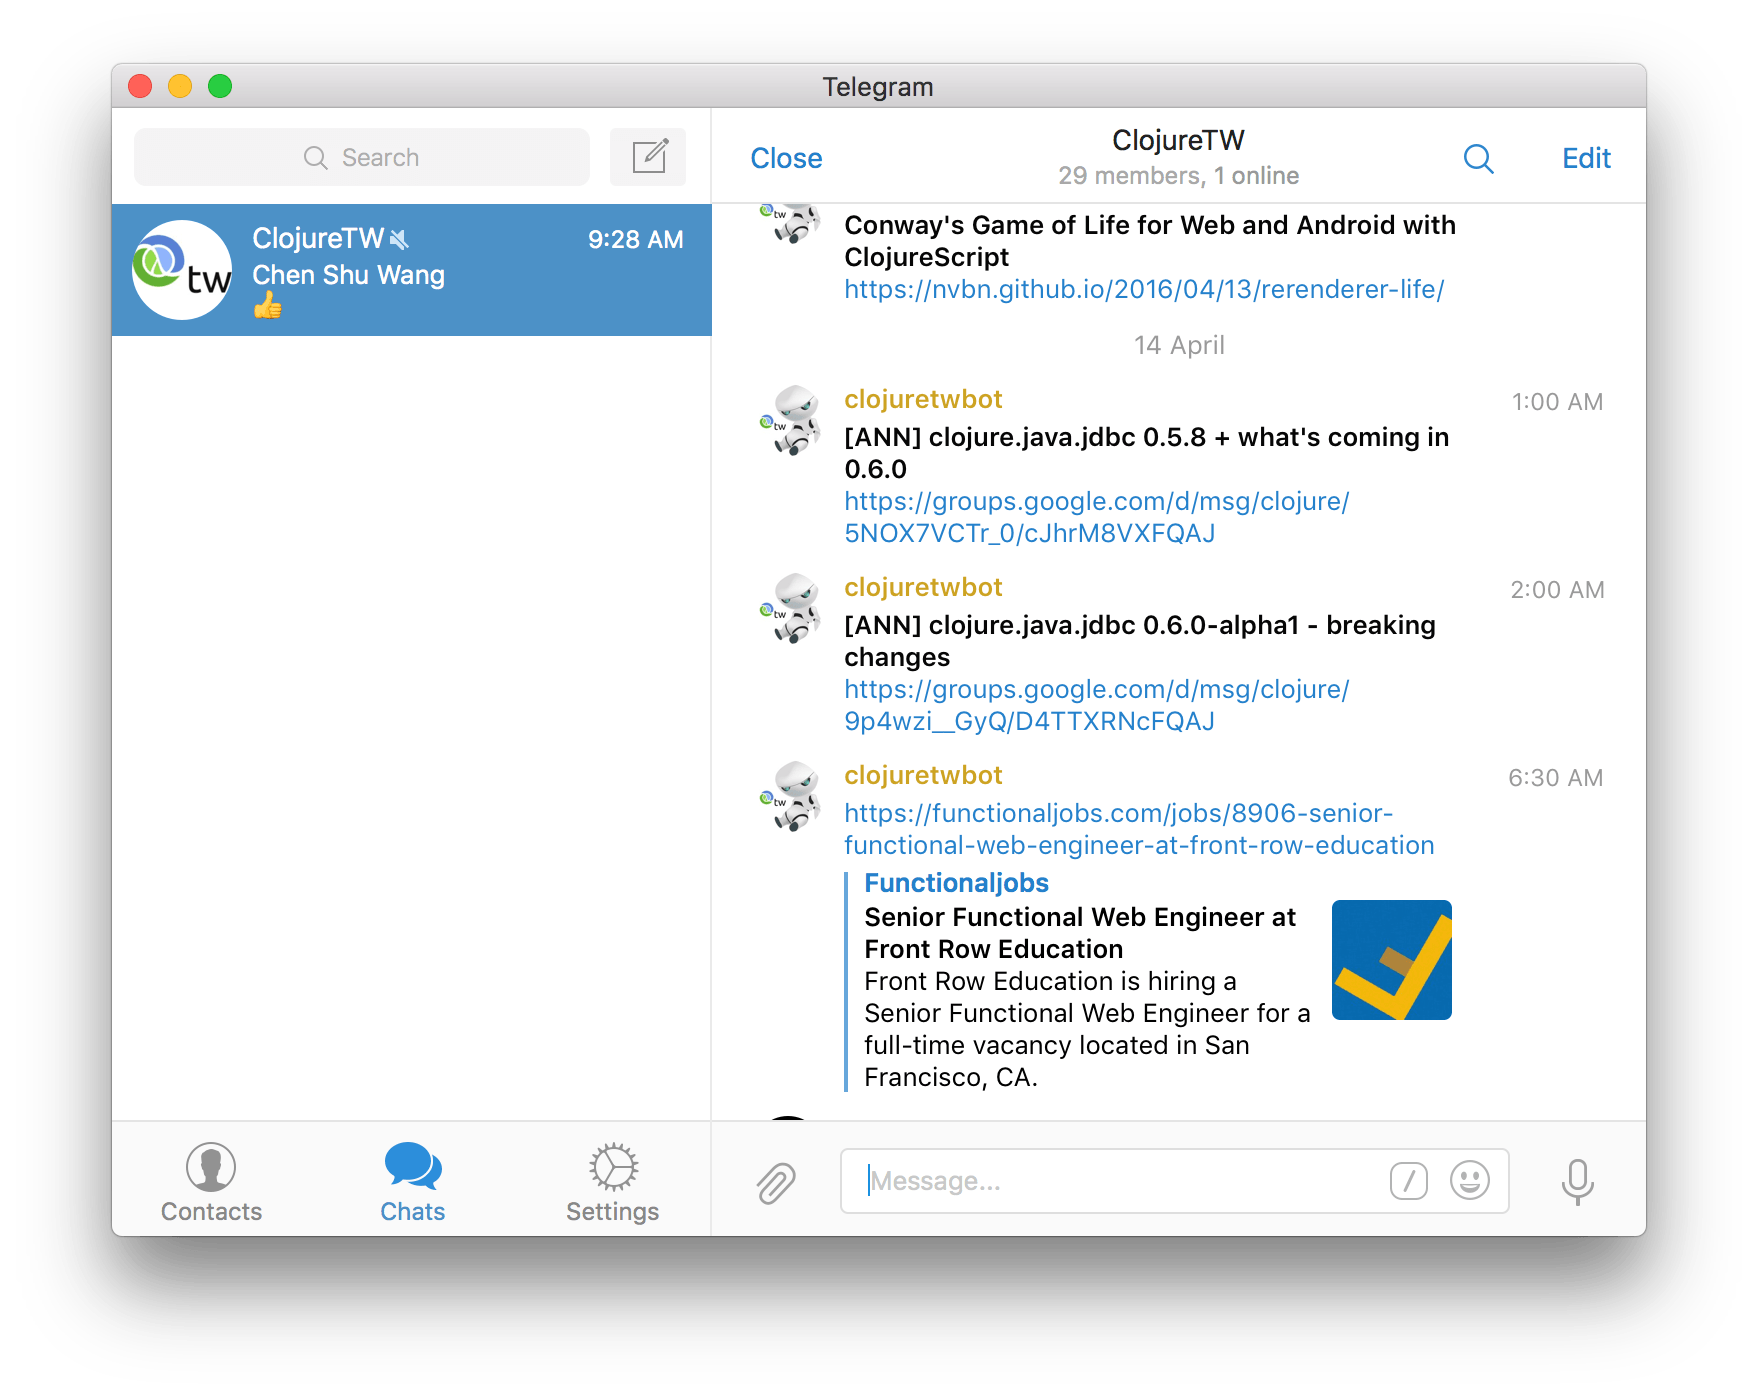 Telegram
Search
ClojureTW
9:28 AM
Chen Shu Wang
👍
tw
Contacts
Chats
Settings
Close
ClojureTW
29 members, 1 online
Edit
tw
Conway's Game of Life for Web and Android with
ClojureScript
https://nvbn.github.io/2016/04/13/rerenderer-life/
14 April
tw
clojuretwbot
1:00 AM
[ANN] clojure.java.jdbc 0.5.8 + what's coming in
0.6.0
https://groups.google.com/d/msg/clojure/
5NOX7VCTr_0/cJhrM8VXFQAJ
tw
clojuretwbot
2:00 AM
[ANN] clojure.java.jdbc 0.6.0-alpha1 - breaking
changes
https://groups.google.com/d/msg/clojure/
9p4wzi__GyQ/D4TTXRNcFQAJ
tw
clojuretwbot
6:30 AM
https://functionaljobs.com/jobs/8906-senior-
functional-web-engineer-at-front-row-education
Functionaljobs
Senior Functional Web Engineer at
Front Row Education
Front Row Education is hiring a
Senior Functional Web Engineer for a
full-time vacancy located in San
Francisco, CA.
Message...
/